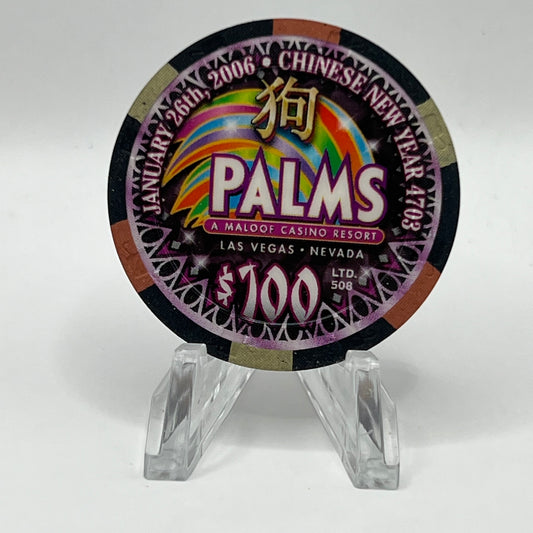 JANUARY 26th, 2006 • CHINESE NEW YEAR 4703
狗
PALMS
A MALOOF CASINO RESORT
LAS VEGAS • NEVADA
$100
LTD.
508